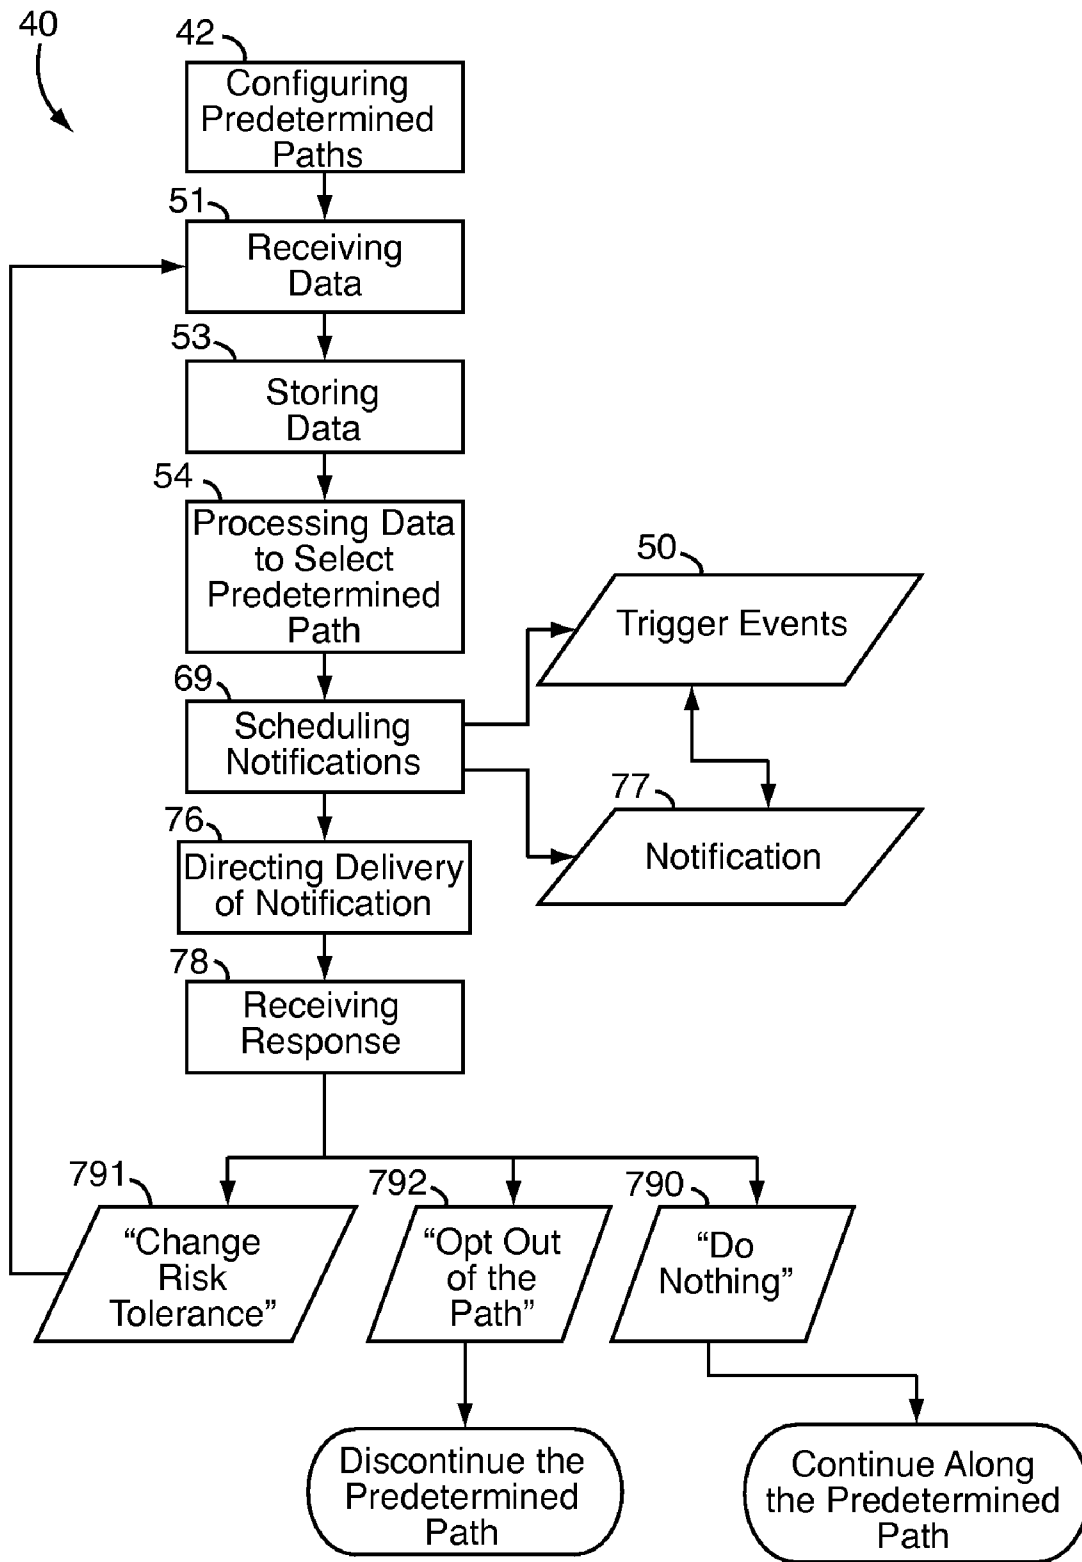 40
42
Configuring
Predetermined
Paths
51
Receiving
Data
53
Storing
Data
54
Processing Data
to Select
Predetermined
Path
50
Trigger Events
69
Scheduling
Notifications
77
Notification
76
Directing Delivery
of Notification
78
Receiving
Response
791
“Change
Risk
Tolerance”
792
“Opt Out
of the
Path”
790
“Do
Nothing”
Discontinue the
Predetermined
Path
Continue Along
the Predetermined
Path